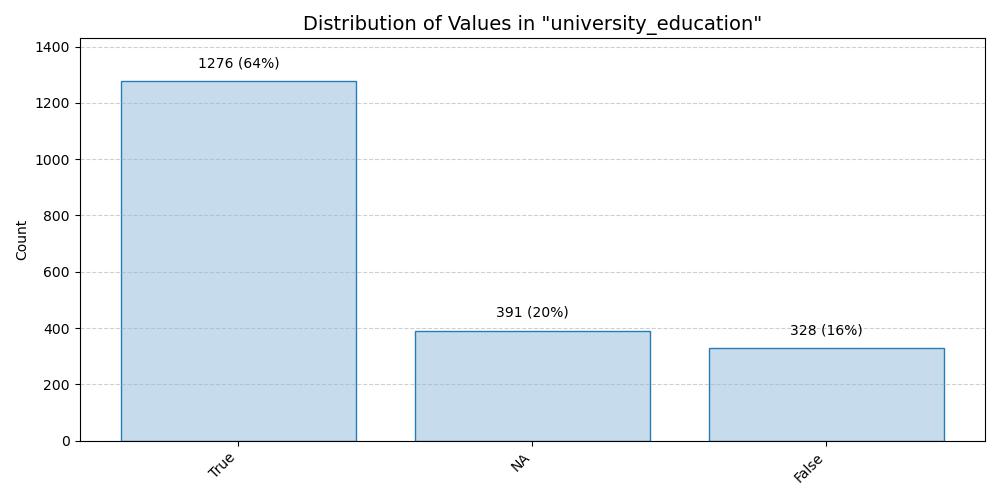 Distribution of Values in "university_education"
Count
1400
1200
1000
800
600
400
200
0
1276 (64%)
391 (20%)
328 (16%)
True
NA
False